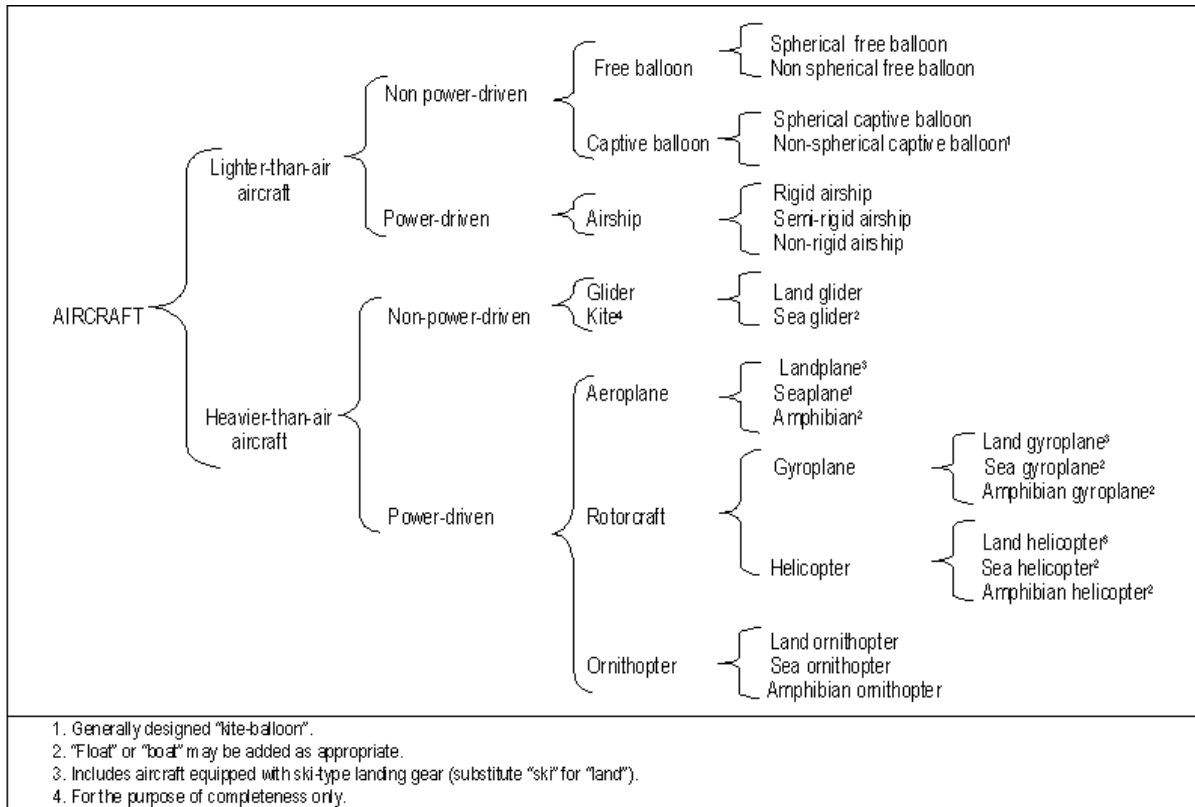 Spherical free balloon
Free balloon
Non spherical free balloon
Non power-driven
Spherical captive balloon
Captive balloon
Non-spherical captive balloon¹
Lighter-than-air
aircraft
Rigid airship
Power-driven
Airship
Semi-rigid airship
Non-rigid airship
AIRCRAFT
Non-power-driven
Glider
Kite⁴
Land glider
Sea glider²
Heavier-than-air
aircraft
Landplane³
Aeroplane
Seaplane¹
Amphibian²
Power-driven
Rotorcraft
Gyroplane
Land gyroplane³
Sea gyroplane²
Amphibian gyroplane²
Helicopter
Land helicopter³
Sea helicopter²
Amphibian helicopter²
Ornithopter
Land ornithopter
Sea ornithopter
Amphibian ornithopter
1. Generally designed “kite-balloon”.
2. “Float” or “boat” may be added as appropriate.
3. Includes aircraft equipped with ski-type landing gear (substitute “ski” for “land”).
4. For the purpose of completeness only.